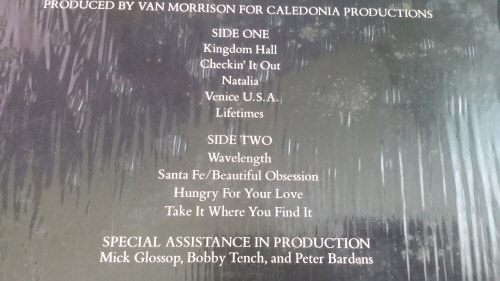 PRODUCED BY VAN MORRISON FOR CALEDONIA PRODUCTIONS
SIDE ONE
Kingdom Hall
Checkin' It Out
Natalia
Venice U.S.A.
Lifetimes
SIDE TWO
Wavelength
Santa Fe/Beautiful Obsession
Hungry For Your Love
Take It Where You Find It
SPECIAL ASSISTANCE IN PRODUCTION
Mick Glossop, Bobby Tench, and Peter Bardens